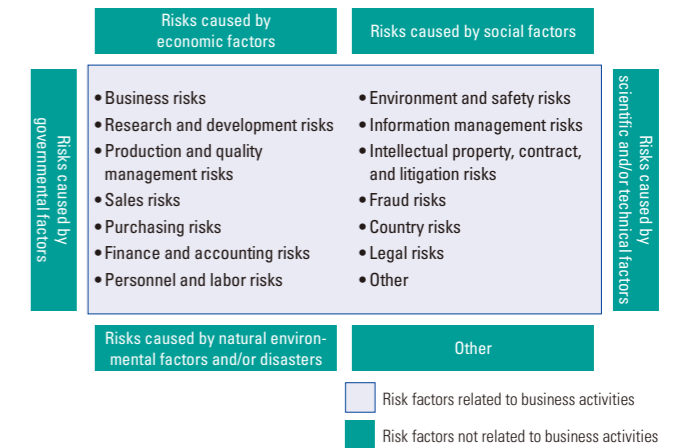 Risks caused by
economic factors
Risks caused by social factors
Risks caused by
governmental factors
• Business risks
• Research and development risks
• Production and quality
management risks
• Sales risks
• Purchasing risks
• Finance and accounting risks
• Personnel and labor risks
• Environment and safety risks
• Information management risks
• Intellectual property, contract,
and litigation risks
• Fraud risks
• Country risks
• Legal risks
• Other
Risks caused by
scientific and/or technical factors
Risks caused by natural environ-
mental factors and/or disasters
Other
Risk factors related to business activities
Risk factors not related to business activities